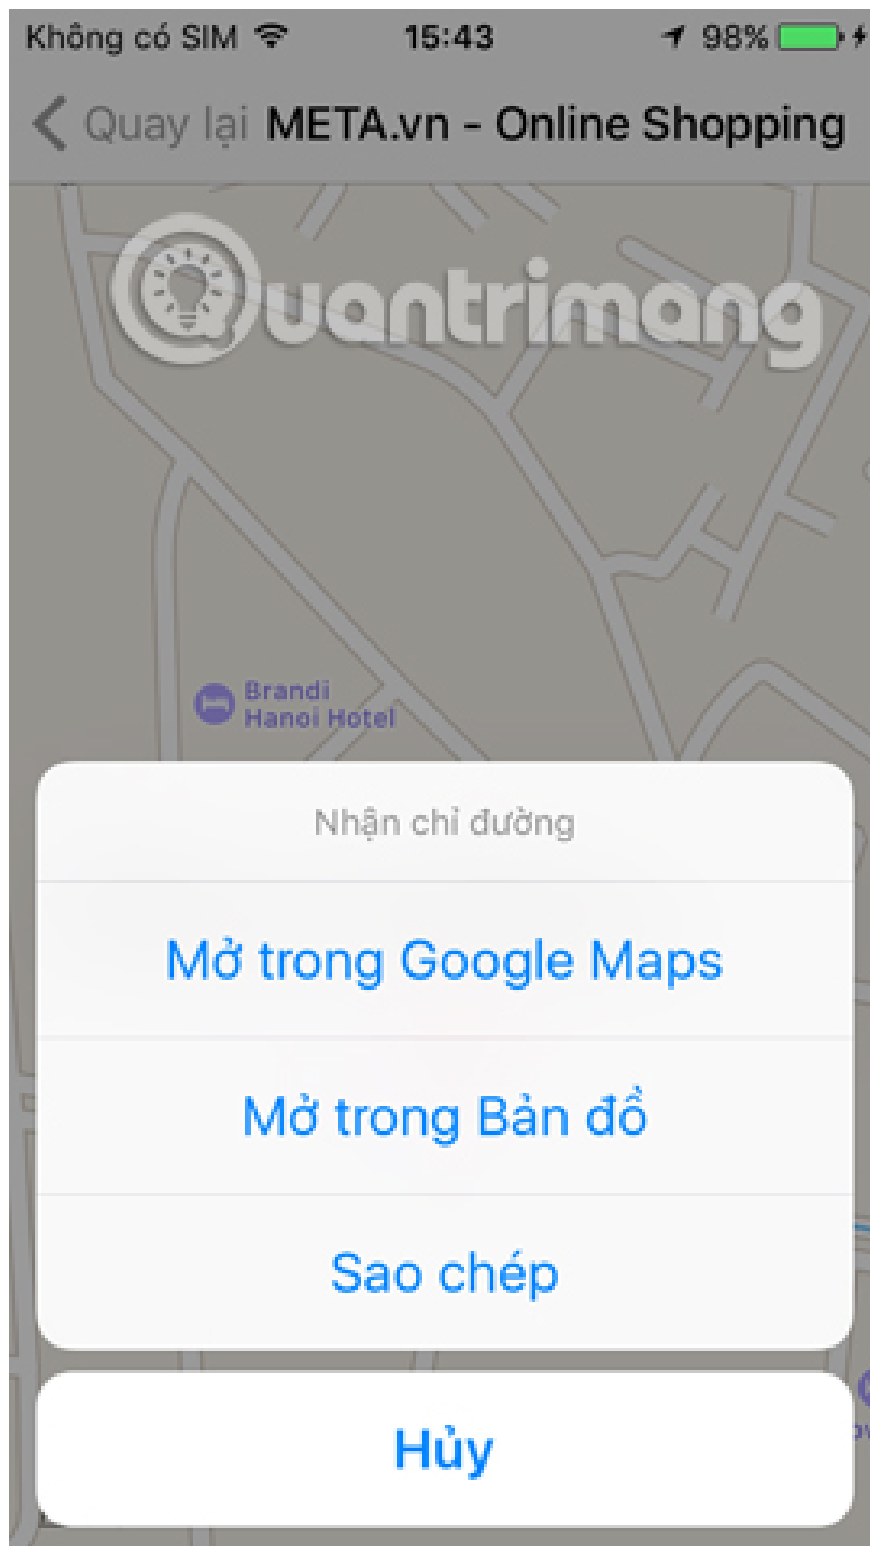 Không có SIM 15:43 98%
Quay lại META.vn - Online Shopping
Quantrimang
Brandi
Hanoi Hotel
Nhận chỉ đường
Mở trong Google Maps
Mở trong Bản đồ
Sao chép
Hủy